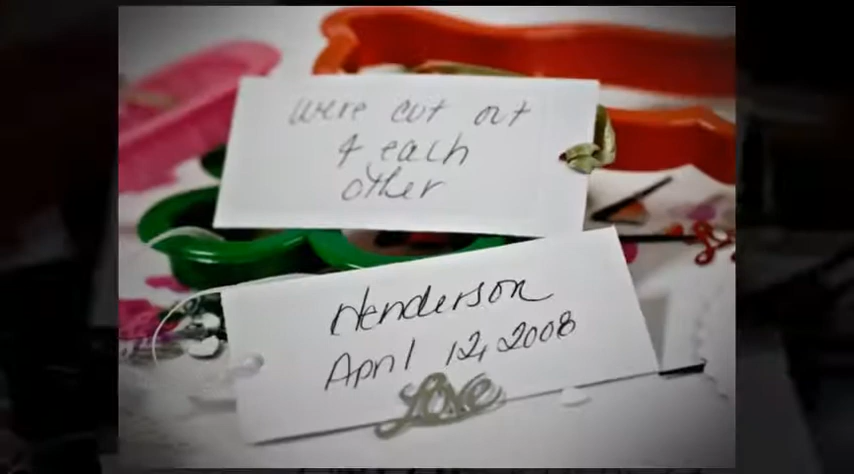 were cut out
4 each
other
Henderson
April 12, 2008
Love